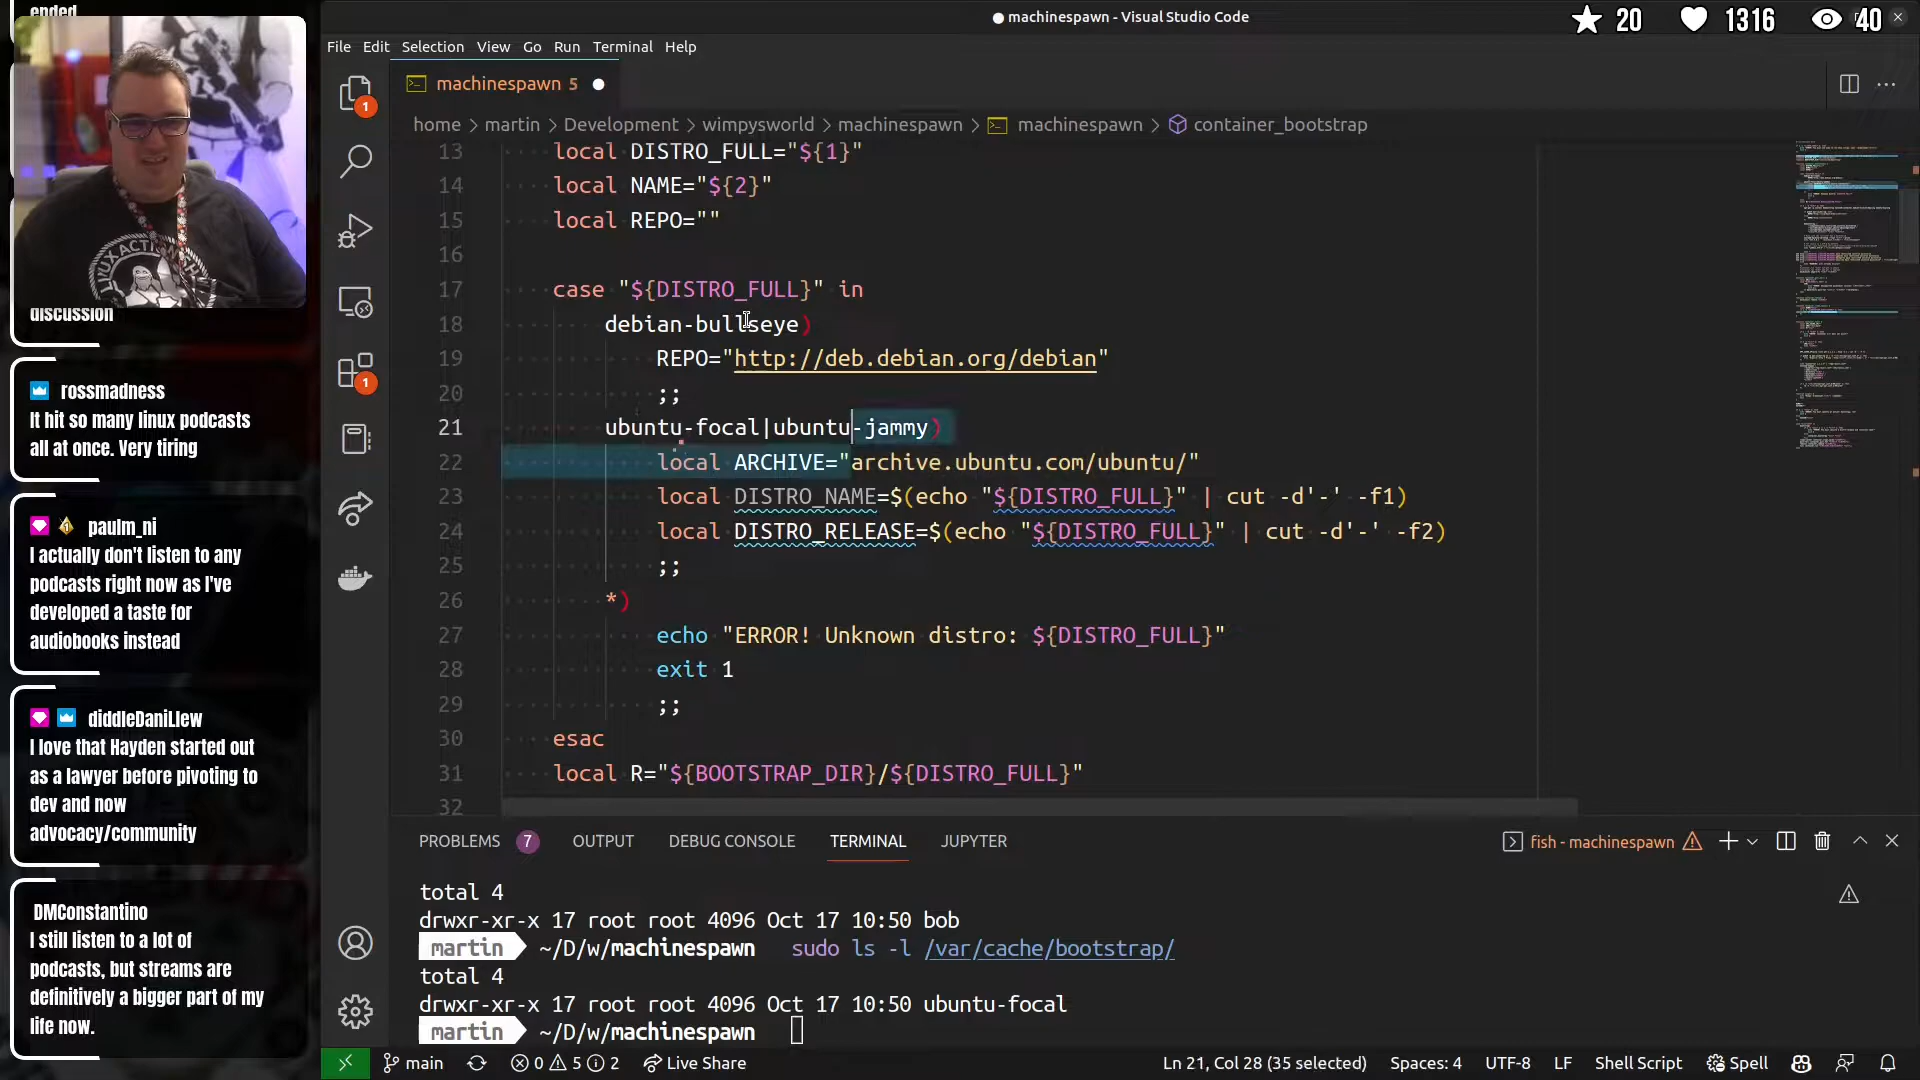 ended
discussion
rossmadness
It hit so many linux podcasts
all at once. Very tiring
paulm_ni
I actually don't listen to any
podcasts right now as I've
developed a taste for
audiobooks instead
diddleDaniLlew
I love that Hayden started out
as a lawyer before pivoting to
dev and now
advocacy/community
DMConstantino
I still listen to a lot of
podcasts, but streams are
definitively a bigger part of my
life now.
machinespawn - Visual Studio Code
20 1316 40
File Edit Selection View Go Run Terminal Help
machinespawn 5
home > martin > Development > wimpysworld > machinespawn > machinespawn > container_bootstrap
13 local DISTRO_FULL="${1}"
14 local NAME="${2}"
15 local REPO=""
16
17 case "${DISTRO_FULL}" in
18 debian-bullseye)
19 REPO="http://deb.debian.org/debian"
20 ;;
21 ubuntu-focal|ubuntu-jammy)
22 local ARCHIVE="archive.ubuntu.com/ubuntu/"
23 local DISTRO_NAME=$(echo "${DISTRO_FULL}" | cut -d'-' -f1)
24 local DISTRO_RELEASE=$(echo "${DISTRO_FULL}" | cut -d'-' -f2)
25 ;;
26 *)
27 echo "ERROR! Unknown distro: ${DISTRO_FULL}"
28 exit 1
29 ;;
30 esac
31 local R="${BOOTSTRAP_DIR}/${DISTRO_FULL}"
32
1
1
PROBLEMS 7 OUTPUT DEBUG CONSOLE TERMINAL JUPYTER
fish - machinespawn
total 4
drwxr-xr-x 17 root root 4096 Oct 17 10:50 bob
martin ~/D/w/machinespawn sudo ls -l /var/cache/bootstrap/
total 4
drwxr-xr-x 17 root root 4096 Oct 17 10:50 ubuntu-focal
martin ~/D/w/machinespawn
main 0 5 2 Live Share
Ln 21, Col 28 (35 selected) Spaces: 4 UTF-8 LF Shell Script Spell